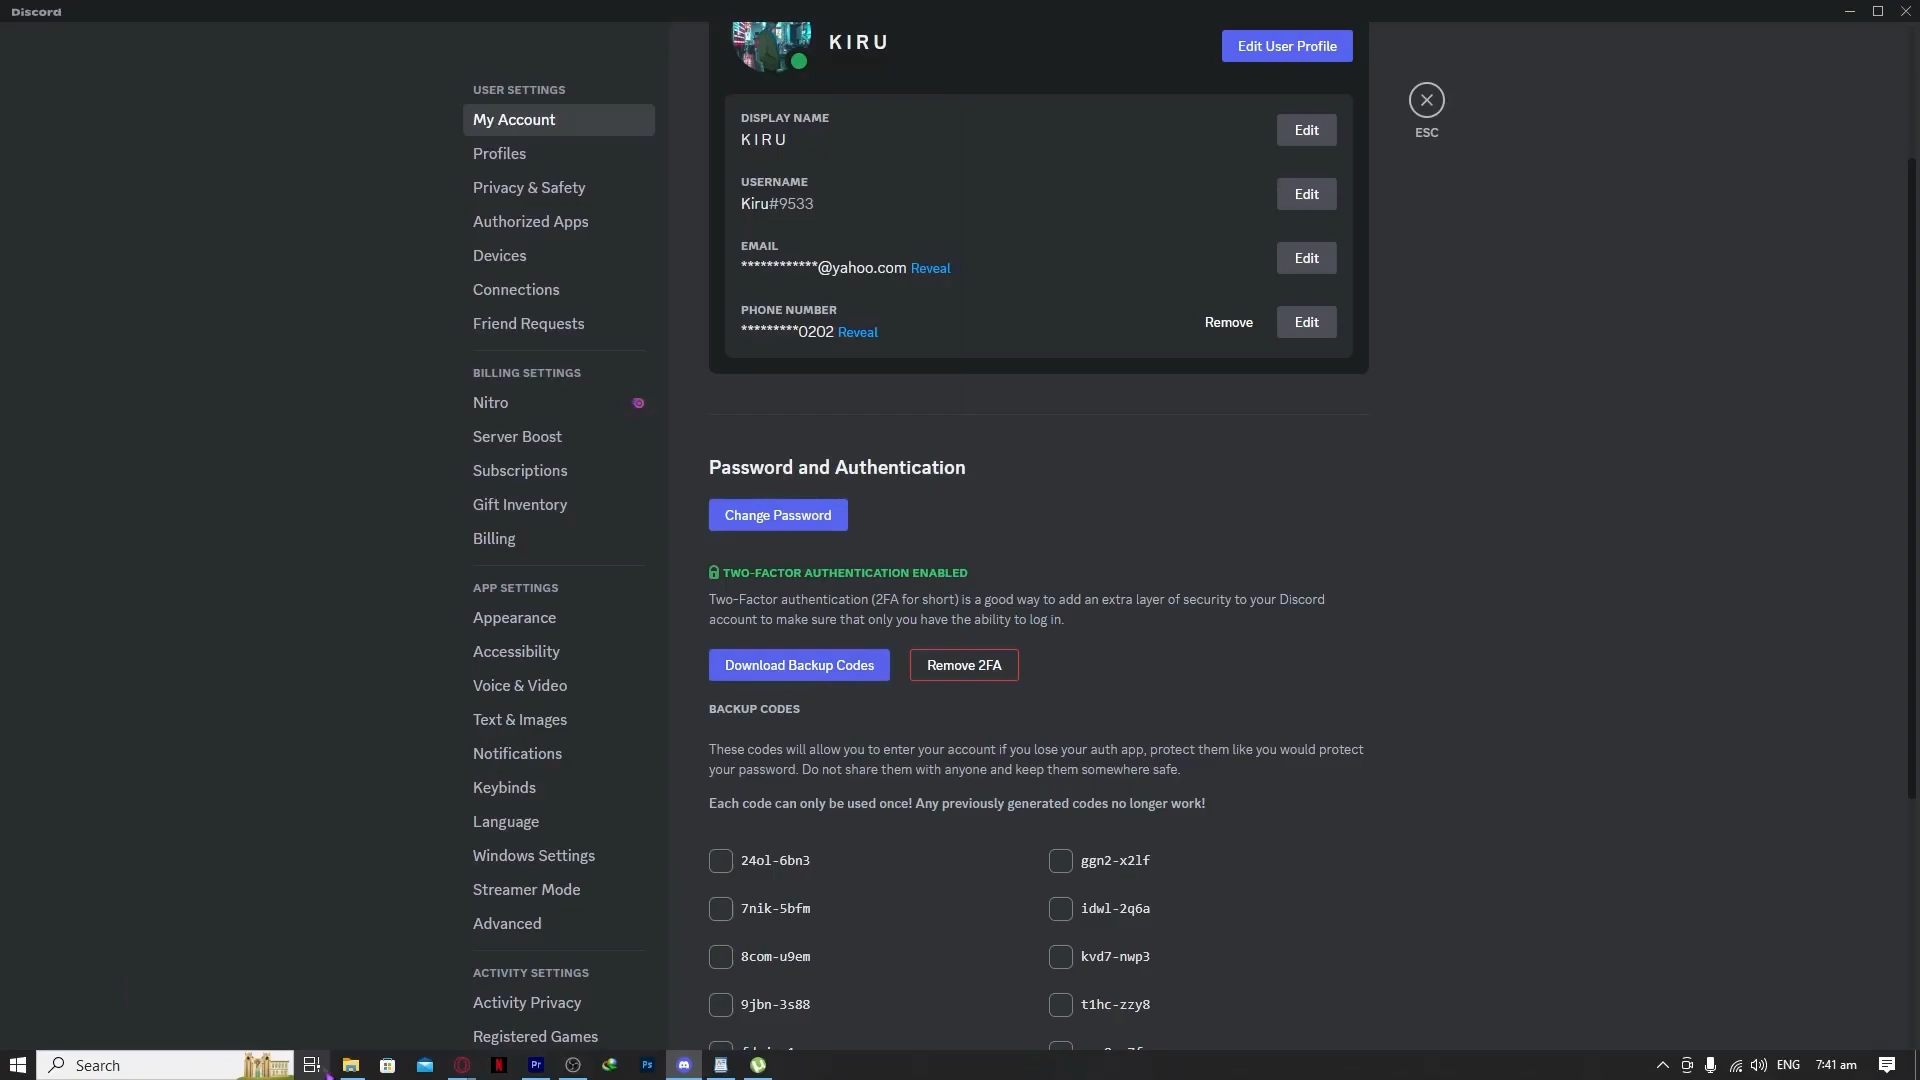 Discord
USER SETTINGS
My Account
Profiles
Privacy & Safety
Authorized Apps
Devices
Connections
Friend Requests
BILLING SETTINGS
Nitro
Server Boost
Subscriptions
Gift Inventory
Billing
APP SETTINGS
Appearance
Accessibility
Voice & Video
Text & Images
Notifications
Keybinds
Language
Windows Settings
Streamer Mode
Advanced
ACTIVITY SETTINGS
Activity Privacy
Registered Games
K I R U
Edit User Profile
DISPLAY NAME
K I R U
Edit
USERNAME
Kiru#9533
Edit
EMAIL
************@yahoo.com Reveal
Edit
PHONE NUMBER
*********0202 Reveal
Remove
Edit
ESC
Password and Authentication
Change Password
TWO-FACTOR AUTHENTICATION ENABLED
Two-Factor authentication (2FA for short) is a good way to add an extra layer of security to your Discord
account to make sure that only you have the ability to log in.
Download Backup Codes
Remove 2FA
BACKUP CODES
These codes will allow you to enter your account if you lose your auth app, protect them like you would protect
your password. Do not share them with anyone and keep them somewhere safe.
Each code can only be used once! Any previously generated codes no longer work!
24ol-6bn3
ggn2-x2lf
7nik-5bfm
idwl-2q6a
8com-u9em
kvd7-nwp3
9jbn-3s88
t1hc-zzy8
Search
N
Pr
Ps
ENG
7:41 am